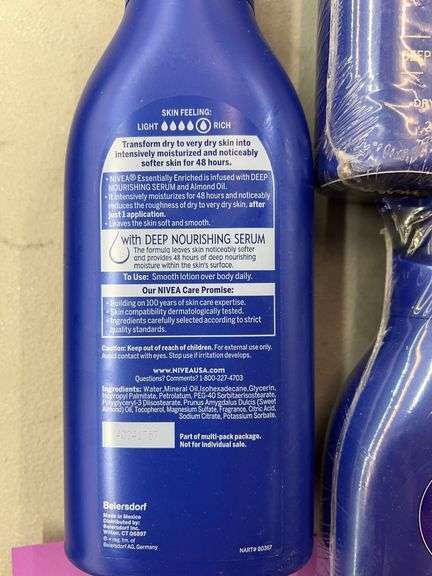 SKIN FEELING:
LIGHT RICH
Transform dry to very dry skin into
intensively moisturized and noticeably
softer skin for 48 hours.
• NIVEA® Essentially Enriched is infused with DEEP
NOURISHING SERUM and Almond Oil.
• It intensively moisturizes for 48 hours and noticeably
reduces the roughness of dry to very dry skin, after
just 1 application.
• Leaves the skin soft and smooth.
with DEEP NOURISHING SERUM
The formula leaves skin noticeably softer
and provides 48 hours of deep nourishing
moisture within the skin's surface.
To Use: Smooth lotion over body daily.
Our NIVEA Care Promise:
• Building on 100 years of skin care expertise.
• Skin compatibility dermatologically tested.
• Ingredients carefully selected according to strict
quality standards.
Caution: Keep out of reach of children. For external use only.
Avoid contact with eyes. Stop use if irritation develops.
www.NIVEAUSA.com
Questions? Comments? 1-800-227-4703
Ingredients: Water, Mineral Oil, Isohexadecane, Glycerin,
Isopropyl Palmitate, Petrolatum, PEG-40 Sorbitan Isostearate,
Polyglyceryl-3 Diisostearate, Prunus Amygdalus Dulcis (Sweet
Almond) Oil, Tocopherol, Magnesium Sulfate, Fragrance, Citric Acid,
Sodium Citrate, Potassium Sorbate.
Part of multi-pack package.
Not for individual sale.
Beiersdorf
Made in Mexico
Distributed by:
Beiersdorf Inc.
Wilton, CT 06897
® = reg. tm. of
Beiersdorf AG, Germany
NART# 80357
DRY